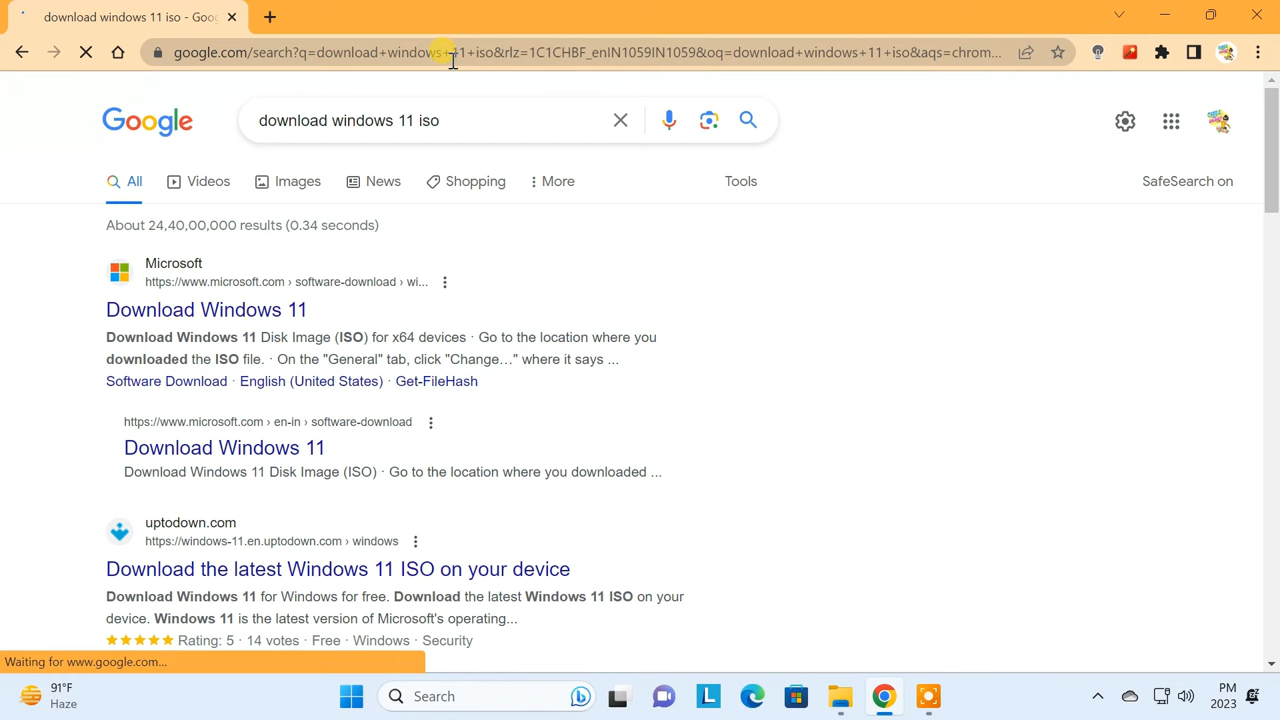 download windows 11 iso - Goo
google.com/search?q=download+windows+11+iso&rlz=1C1CHBF_enIN1059IN1059&oq=download+windows+11+iso&aqs=chrom...
Google
download windows 11 iso
All
Videos
Images
News
Shopping
More
Tools
SafeSearch on
About 24,40,00,000 results (0.34 seconds)
Microsoft
https://www.microsoft.com › software-download › wi...
Download Windows 11
Download Windows 11 Disk Image (ISO) for x64 devices · Go to the location where you
downloaded the ISO file. · On the "General" tab, click "Change…" where it says ...
Software Download · English (United States) · Get-FileHash
https://www.microsoft.com › en-in › software-download
Download Windows 11
Download Windows 11 Disk Image (ISO) · Go to the location where you downloaded ...
uptodown.com
https://windows-11.en.uptodown.com › windows
Download the latest Windows 11 ISO on your device
Download Windows 11 for Windows for free. Download the latest Windows 11 ISO on your
device. Windows 11 is the latest version of Microsoft's operating...
Rating: 5 · 14 votes · Free · Windows · Security
Waiting for www.google.com...
91°F
Haze
Search
L
PM
2023